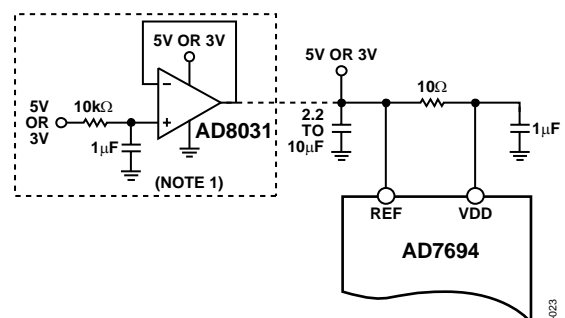 5V OR 3V
5V OR 3V
5V
OR
3V
10kΩ
−
+
AD8031
1μF
(NOTE 1)
10Ω
2.2
TO
10μF
1μF
REF
VDD
AD7694
-023